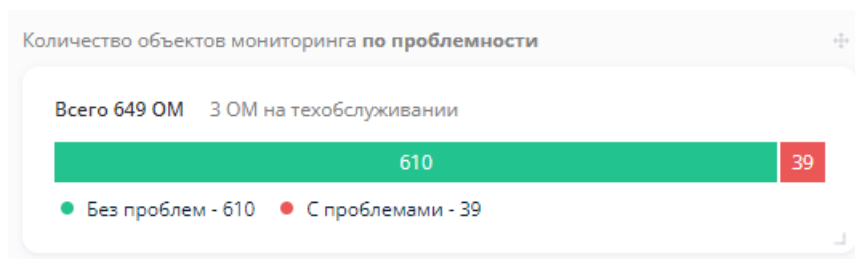 Количество объектов мониторинга по проблемности
Всего 649 ОМ 3 ОМ на техобслуживании
610 39
Без проблем - 610 С проблемами - 39